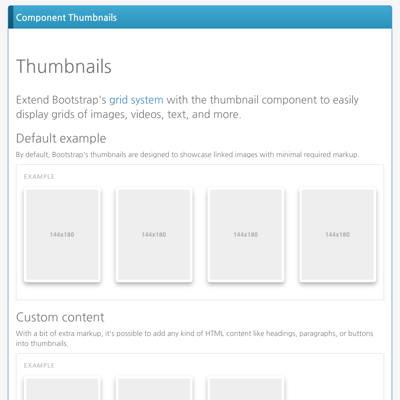 Component Thumbnails
Thumbnails
Extend Bootstrap's grid system with the thumbnail component to easily
display grids of images, videos, text, and more.
Default example
By default, Bootstrap's thumbnails are designed to showcase linked images with minimal required markup.
EXAMPLE
144x180 144x180 144x180 144x180
Custom content
With a bit of extra markup, it's possible to add any kind of HTML content like headings, paragraphs, or buttons
into thumbnails.
EXAMPLE